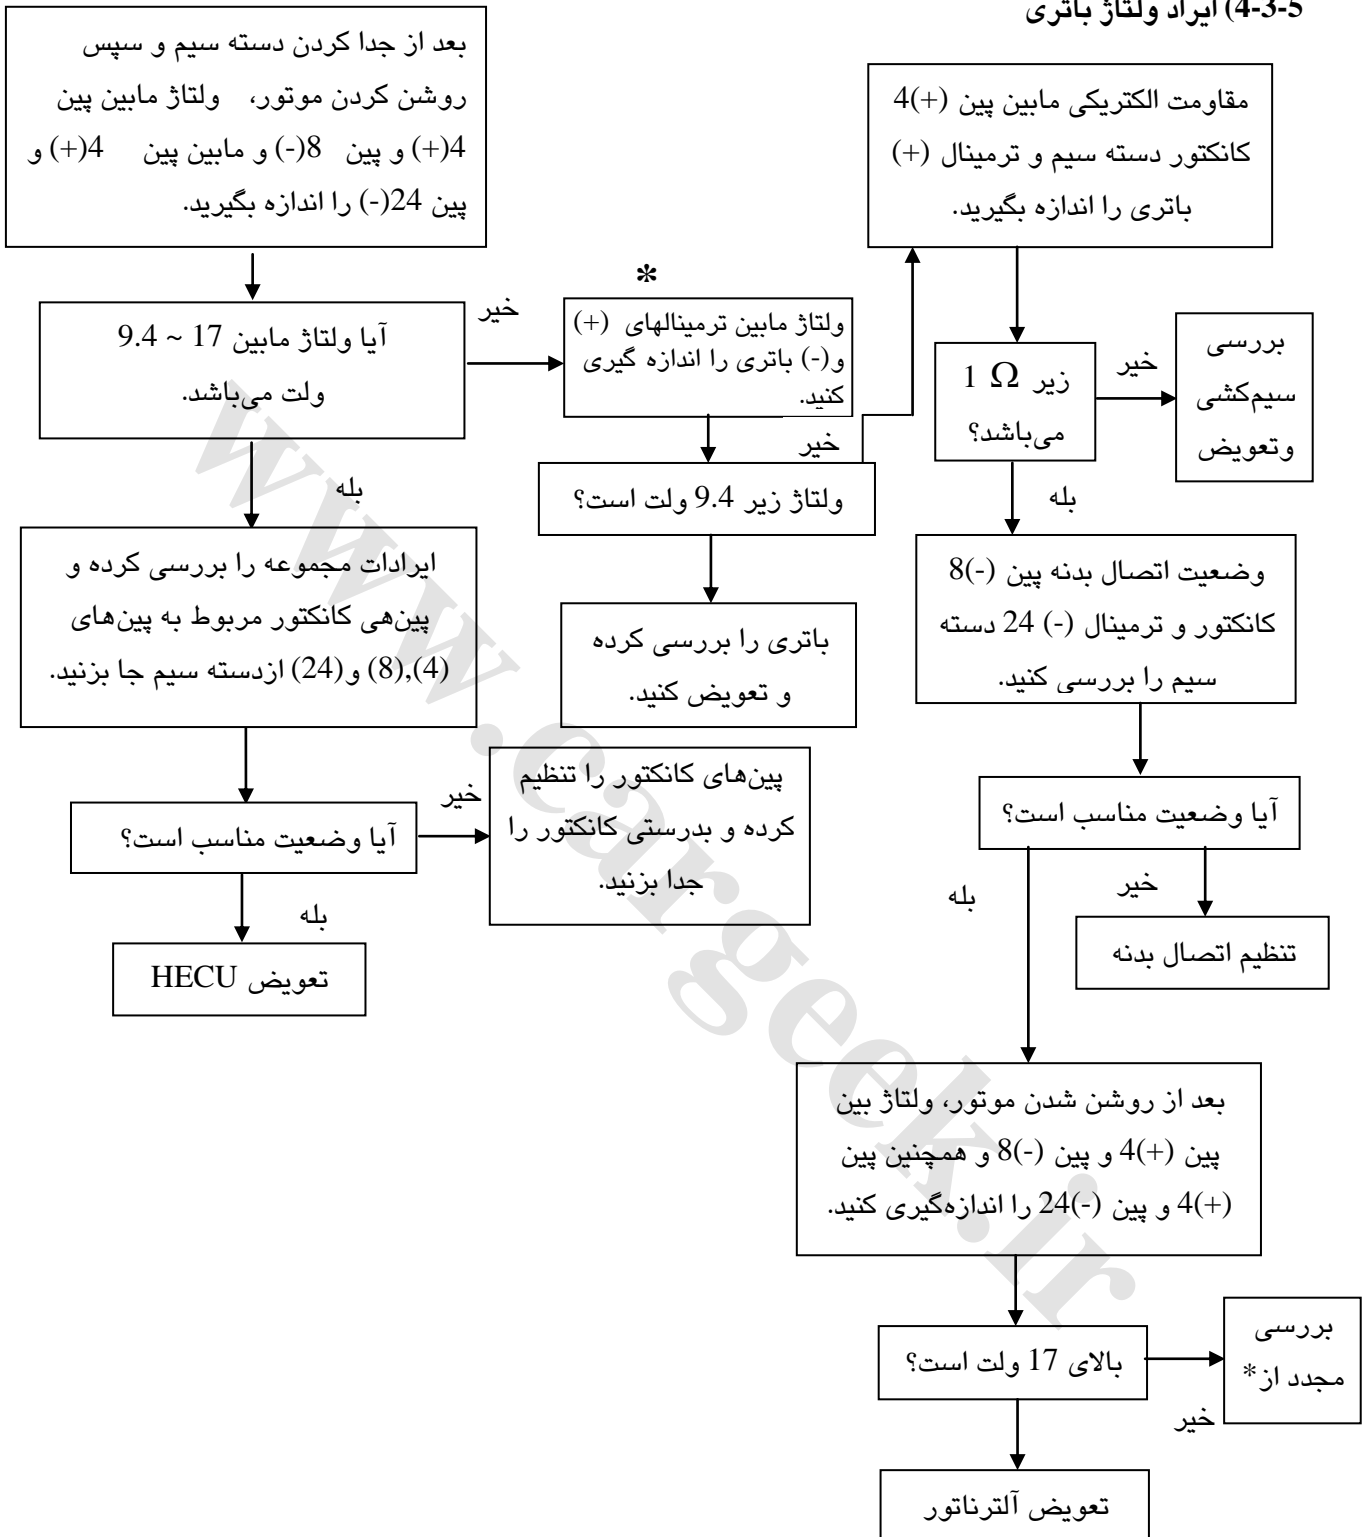 4-3-5) ایراد ولتاژ باتری
بعد از جدا کردن دسته سیم و سپس
روشن کردن موتور، ولتاژ مابین پین
4(+) و پین 8(-) و مابین پین 4(+) و
پین 24(-) را اندازه بگیرید.
آیا ولتاژ مابین 17 ~ 9.4
ولت می‌باشد.
خیر
بله
ایرادات مجموعه را بررسی کرده و
پین‌هی کانکتور مربوط به پین‌های
(4),(8) و (24) ازدسته سیم جا بزنید.
آیا وضعیت مناسب است؟
خیر
پین‌های کانکتور را تنظیم
کرده و بدرستی کانکتور را
جدا بزنید.
بله
تعویض HECU
*
ولتاژ مابین ترمینالهای (+)
و(-) باتری را اندازه گیری
کنید.
خیر
ولتاژ زیر 9.4 ولت است؟
باتری را بررسی کرده
و تعویض کنید.
مقاومت الکتریکی مابین پین (+)4
کانکتور دسته سیم و ترمینال (+)
باتری را اندازه بگیرید.
زیر 1 Ω
می‌باشد؟
خیر
بررسی
سیم‌کشی
وتعویض
بله
وضعیت اتصال بدنه پین (-)8
کانکتور و ترمینال (-) 24 دسته
سیم را بررسی کنید.
آیا وضعیت مناسب است؟
خیر
تنظیم اتصال بدنه
بله
بعد از روشن شدن موتور، ولتاژ بین
پین (+)4 و پین (-)8 و همچنین پین
(+)4 و پین (-)24 را اندازه‌گیری کنید.
بالای 17 ولت است؟
خیر
بررسی
مجدد از*
تعویض آلترناتور
www.cargeek.ir